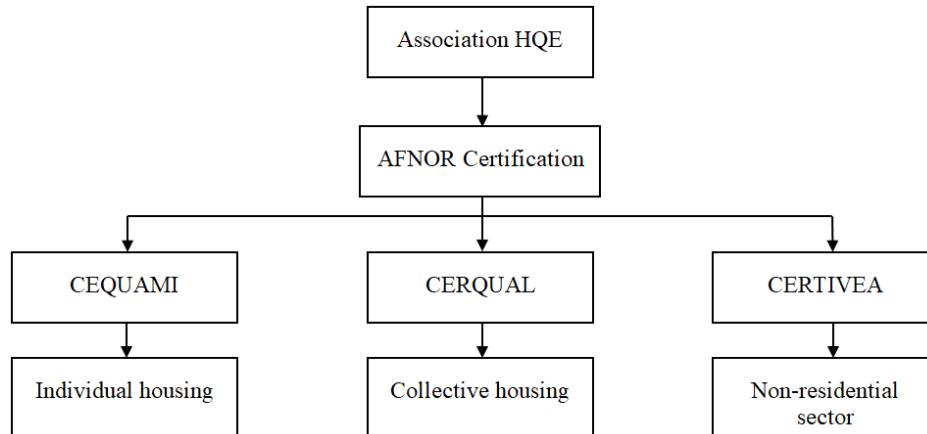 Association HQE
AFNOR Certification
CEQUAMI
CERQUAL
CERTIVEA
Individual housing
Collective housing
Non-residential
sector